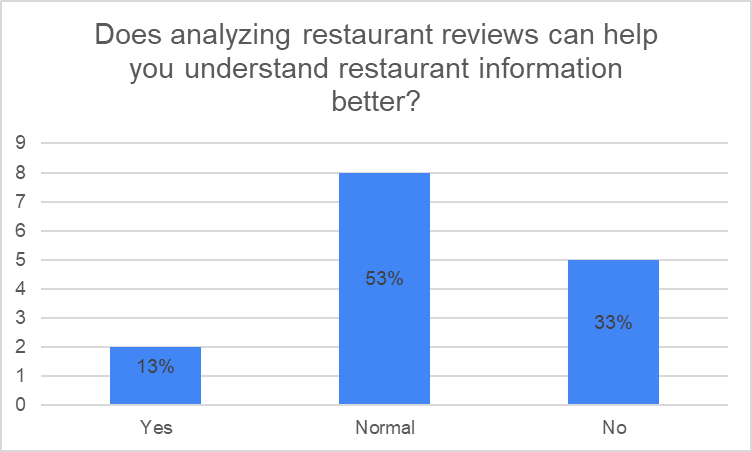 Does analyzing restaurant reviews can help
you understand restaurant information
better?
9
8
7
6
5
4
3
2
1
0
53%
33%
13%
Yes
Normal
No